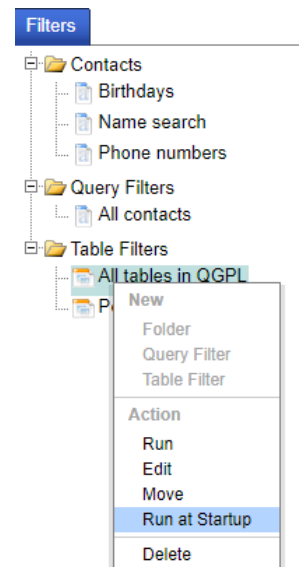 Filters
Contacts
Birthdays
Name search
Phone numbers
Query Filters
All contacts
Table Filters
All tables in QGPL
New
Folder
Query Filter
Table Filter
Action
Run
Edit
Move
Run at Startup
Delete